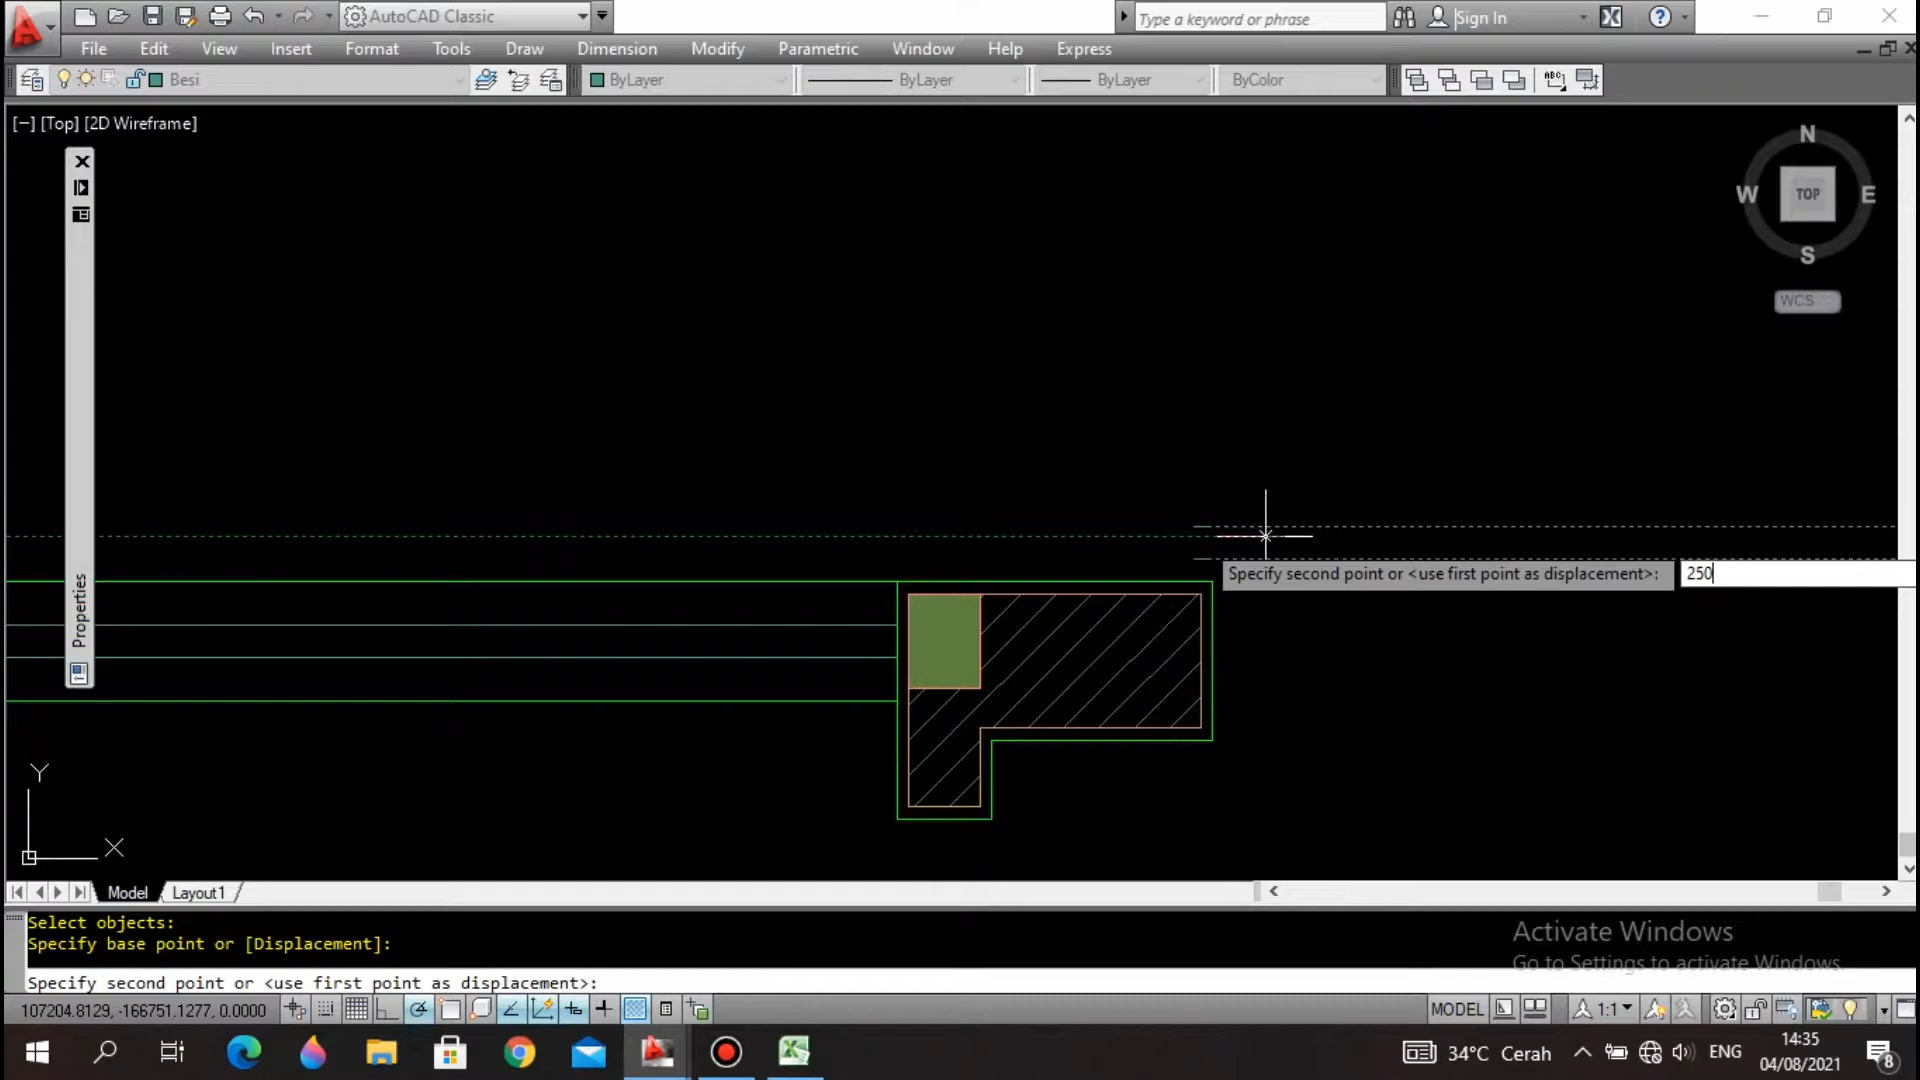 AutoCAD Classic
Type a keyword or phrase
Sign In
File Edit View Insert Format Tools Draw Dimension Modify Parametric Window Help Express
Besi
ByLayer
ByLayer
ByLayer
ByColor
ABC
[−] [Top] [2D Wireframe]
N
W TOP E
S
WCS
Properties
Specify second point or <use first point as displacement>: 250
Y
X
Model Layout1
Select objects:
Specify base point or [Displacement]:
Specify second point or <use first point as displacement>:
Activate Windows
Go to Settings to activate Windows.
107204.8129, -166751.1277, 0.0000
MODEL
1:1
34°C Cerah
ENG
14:35
04/08/2021
8